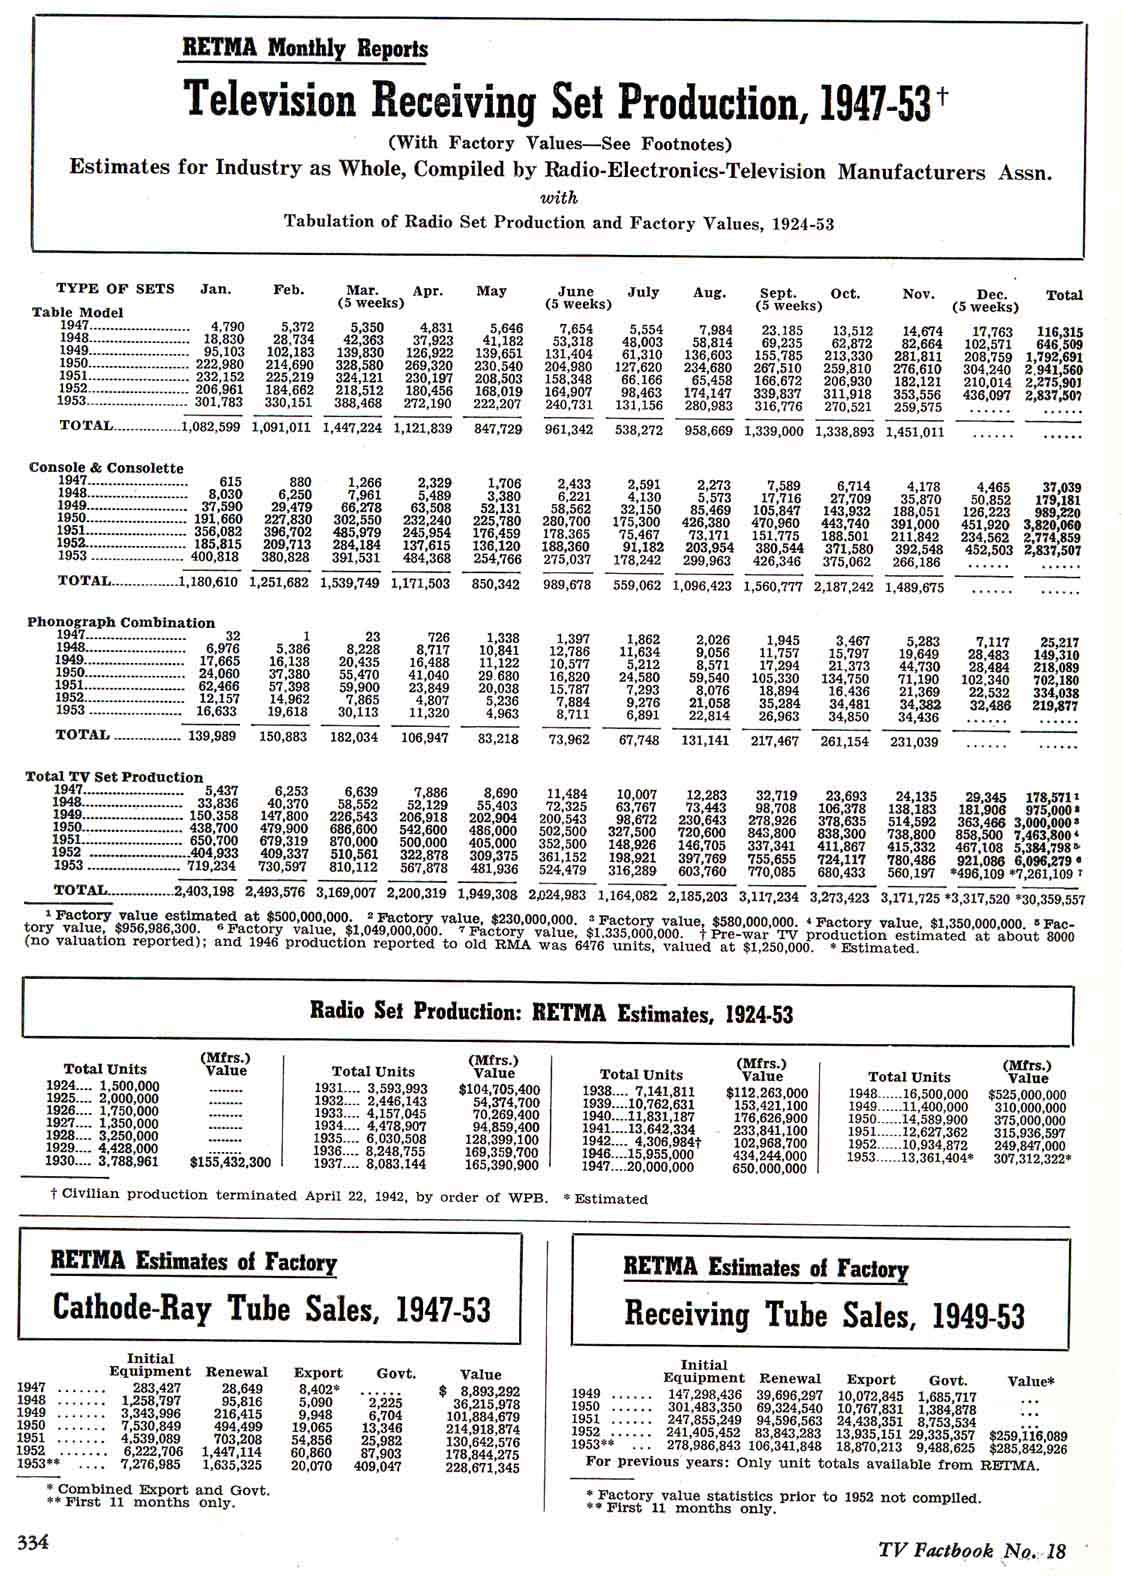 RETMA Monthly Reports
Television Receiving Set Production, 1947-53†
(With Factory Values—See Footnotes)
Estimates for Industry as Whole, Compiled by Radio-Electronics-Television Manufacturers Assn.
with
Tabulation of Radio Set Production and Factory Values, 1924-53
TYPE OF SETS Jan. Feb. Mar. Apr. May June July Aug. Sept. Oct. Nov. Dec. Total
(5 weeks) (5 weeks) (5 weeks) (5 weeks)
Table Model
1947 4,790 5,372 5,350 4,831 5,646 7,654 5,554 7,984 23.185 13,512 14,674 17,763 116,315
1948 18,830 28,734 42,363 37,923 41,182 53,318 48,003 58,814 69,235 62,872 82,664 102,571 646,509
1949 95,103 102,183 139,830 126,922 139,651 131,404 61,310 136,603 155,785 213,330 281,811 208,759 1,792,691
1950 222,980 214,690 328,580 269,320 230.540 204,980 127,620 234,680 267,510 259,810 276,610 304,240 2.941,560
1951 232,152 225,219 324,121 230,197 208,503 158,348 66.166 65,458 166,672 206,930 182,121 210,014 2,275,901
1952 206,961 184,662 218,512 180,456 168,019 164,907 98,463 174,147 339,837 311,918 353,556 436,097 2,837,507
1953 301,783 330,151 388,468 272,190 222,207 240,731 131,156 280,983 316,776 270,521 259,575 ...... ......
TOTAL 1,082,599 1,091,011 1,447,224 1,121,839 847,729 961,342 538,272 958,669 1,339,000 1,338,893 1,451,011 ...... ......
Console & Consolette
1947 615 880 1,266 2,329 1,706 2,433 2,591 2,273 7,589 6,714 4,178 4,465 37,039
1948 8,030 6,250 7,961 5,489 3,380 6,221 4,130 5,573 17,716 27,709 35,870 50,852 179,181
1949 37,590 29,479 66,278 63,508 52,131 58,562 32,150 85,469 105,847 143,932 188,051 126,223 989,220
1950 191,660 227,830 302,550 232,240 225,780 280,700 175,300 426,380 470,960 443,740 391,000 451,920 3,820,060
1951 356,082 396,702 485,979 245,954 176,459 178,365 75,467 73,171 151,775 188.501 211,842 234,562 2,774,859
1952 185,815 209,713 284,184 137,615 136,120 188,360 91,182 203,954 380,544 371,580 392,548 452,503 2,837,507
1953 400,818 380,828 391,531 484,368 254,766 275,037 178,242 299,963 426,346 375,062 266,186 ...... ......
TOTAL 1,180,610 1,251,682 1,539,749 1,171,503 850,342 989,678 559,062 1,096,423 1,560,777 2,187,242 1,489,675 ...... ......
Phonograph Combination
1947 32 1 23 726 1,338 1,397 1,862 2,026 1,945 3,467 5,283 7,117 25,217
1948 6,976 5,386 8,228 8,717 10,841 12,786 11,634 9,056 11,757 15,797 19,649 28,483 149,310
1949 17,665 16,138 20,435 16,488 11,122 10,577 5,212 8,571 17,294 21,373 44,730 28,484 218,089
1950 24,060 37,380 55,470 41,040 29 680 16,820 24,580 59,540 105,330 134,750 71,190 102,340 702,180
1951 62,466 57,398 59,900 23,849 20,038 15,787 7,293 8,076 18,894 16.436 21,369 22,532 334,038
1952 12,157 14,962 7,865 4,807 5,236 7,884 9,276 21,058 35,284 34,481 34,382 32,486 219,877
1953 16,633 19,618 30,113 11,320 4,963 8,711 6,891 22,814 26,963 34,850 34,436 ...... ......
TOTAL 139,989 150,883 182,034 106,947 83,218 73,962 67,748 131,141 217,467 261,154 231,039 ...... ......
Total TV Set Production
1947 5,437 6,253 6,639 7,886 8,690 11,484 10,007 12,283 32,719 23,693 24,135 29,345 178,571¹
1948 33,836 40,370 58,552 52,129 55,403 72,325 63,767 73,443 98,708 106,378 138,183 181,906 975,000²
1949 150.358 147,800 226,543 206,918 202,904 200,543 98,672 230,643 278,926 378,635 514,592 363,466 3,000,000³
1950 438,700 479,900 686,600 542,600 486,000 502,500 327,500 720,600 843,800 838,300 738,800 858,500 7,463,800⁴
1951 650,700 679,319 870,000 500,000 405,000 352,500 148,926 146,705 337,341 411,867 415,332 467,108 5,384,798⁵
1952 404,933 409,337 510,561 322,878 309,375 361,152 198,921 397,769 755,655 724,117 780,486 921,086 6,096,279⁶
1953 719,234 730,597 810,112 567,878 481,936 524,479 316,289 603,760 770,085 680,433 560,197 *496,109 *7,261,109⁷
TOTAL 2,403,198 2,493,576 3,169,007 2,200,319 1,949,308 2,024,983 1,164,082 2,185,203 3,117,234 3,273,423 3,171,725 *3,317,520 *30,359,557
¹ Factory value estimated at $500,000,000. ² Factory value, $230,000,000. ³ Factory value, $580,000,000. ⁴ Factory value, $1,350,000,000. ⁵ Fac-
tory value, $956,986,300. ⁶ Factory value, $1,049,000,000. ⁷ Factory value, $1,335,000,000. † Pre-war TV production estimated at about 8000
(no valuation reported); and 1946 production reported to old RMA was 6476 units, valued at $1,250,000. * Estimated.
Radio Set Production: RETMA Estimates, 1924-53
Total Units (Mfrs.) Value
1924.... 1,500,000 ........
1925.... 2,000,000 ........
1926.... 1,750,000 ........
1927.... 1,350,000 ........
1928.... 3,250,000 ........
1929.... 4,428,000 ........
1930.... 3,788,961 $155,432,300
Total Units (Mfrs.) Value
1931.... 3,593,993 $104,705,400
1932.... 2,446,143 54,374,700
1933.... 4,157,045 70,269,400
1934.... 4,478,907 94,859,400
1935.... 6,030,508 128,399,100
1936.... 8,248,755 169,359,700
1937.... 8,083,144 165,390,900
Total Units (Mfrs.) Value
1938.... 7,141,811 $112,263,000
1939....10,762,631 153,421,100
1940....11,831,187 176,626,900
1941....13,642,334 233,841,100
1942.... 4,306,984† 102,968,700
1946....15,955,000 434,244,000
1947....20,000,000 650,000,000
Total Units (Mfrs.) Value
1948......16,500,000 $525,000,000
1949......11,400,000 310,000,000
1950......14,589,900 375,000,000
1951......12,627,362 315,936,597
1952......10,934,872 249,847,000
1953......13,361,404* 307,312,322*
† Civilian production terminated April 22, 1942, by order of WPB. * Estimated
RETMA Estimates of Factory
Cathode-Ray Tube Sales, 1947-53
Initial
Equipment Renewal Export Govt. Value
1947 ....... 283,427 28,649 8,402* ...... $ 8,893,292
1948 ....... 1,258,797 95,816 5,090 2,225 36,215,978
1949 ....... 3,343,996 216,415 9,948 6,704 101,884,679
1950 ....... 7,530,849 494,499 19,065 13,346 214,918,874
1951 ....... 4,539,089 703,208 54,856 25,982 130,642,576
1952 ....... 6,222,706 1,447,114 60,860 87,903 178,844,275
1953** .... 7,276,985 1,635,325 20,070 409,047 228,671,345
* Combined Export and Govt.
** First 11 months only.
RETMA Estimates of Factory
Receiving Tube Sales, 1949-53
Initial
Equipment Renewal Export Govt. Value*
1949 ...... 147,298,436 39,696,297 10,072,845 1,685,717 ...
1950 ...... 301,483,350 69,324,540 10,767,831 1,384,878 ...
1951 ...... 247,855,249 94,596,563 24,438,351 8,753,534 ...
1952 ...... 241,405,452 83,843,283 13,935,151 29,335,357 $259,116,089
1953** ... 278,986,843 106,341,848 18,870,213 9,488,625 $285,842,926
For previous years: Only unit totals available from RETMA.
* Factory value statistics prior to 1952 not compiled.
** First 11 months only.
334
TV Factbook No. 18